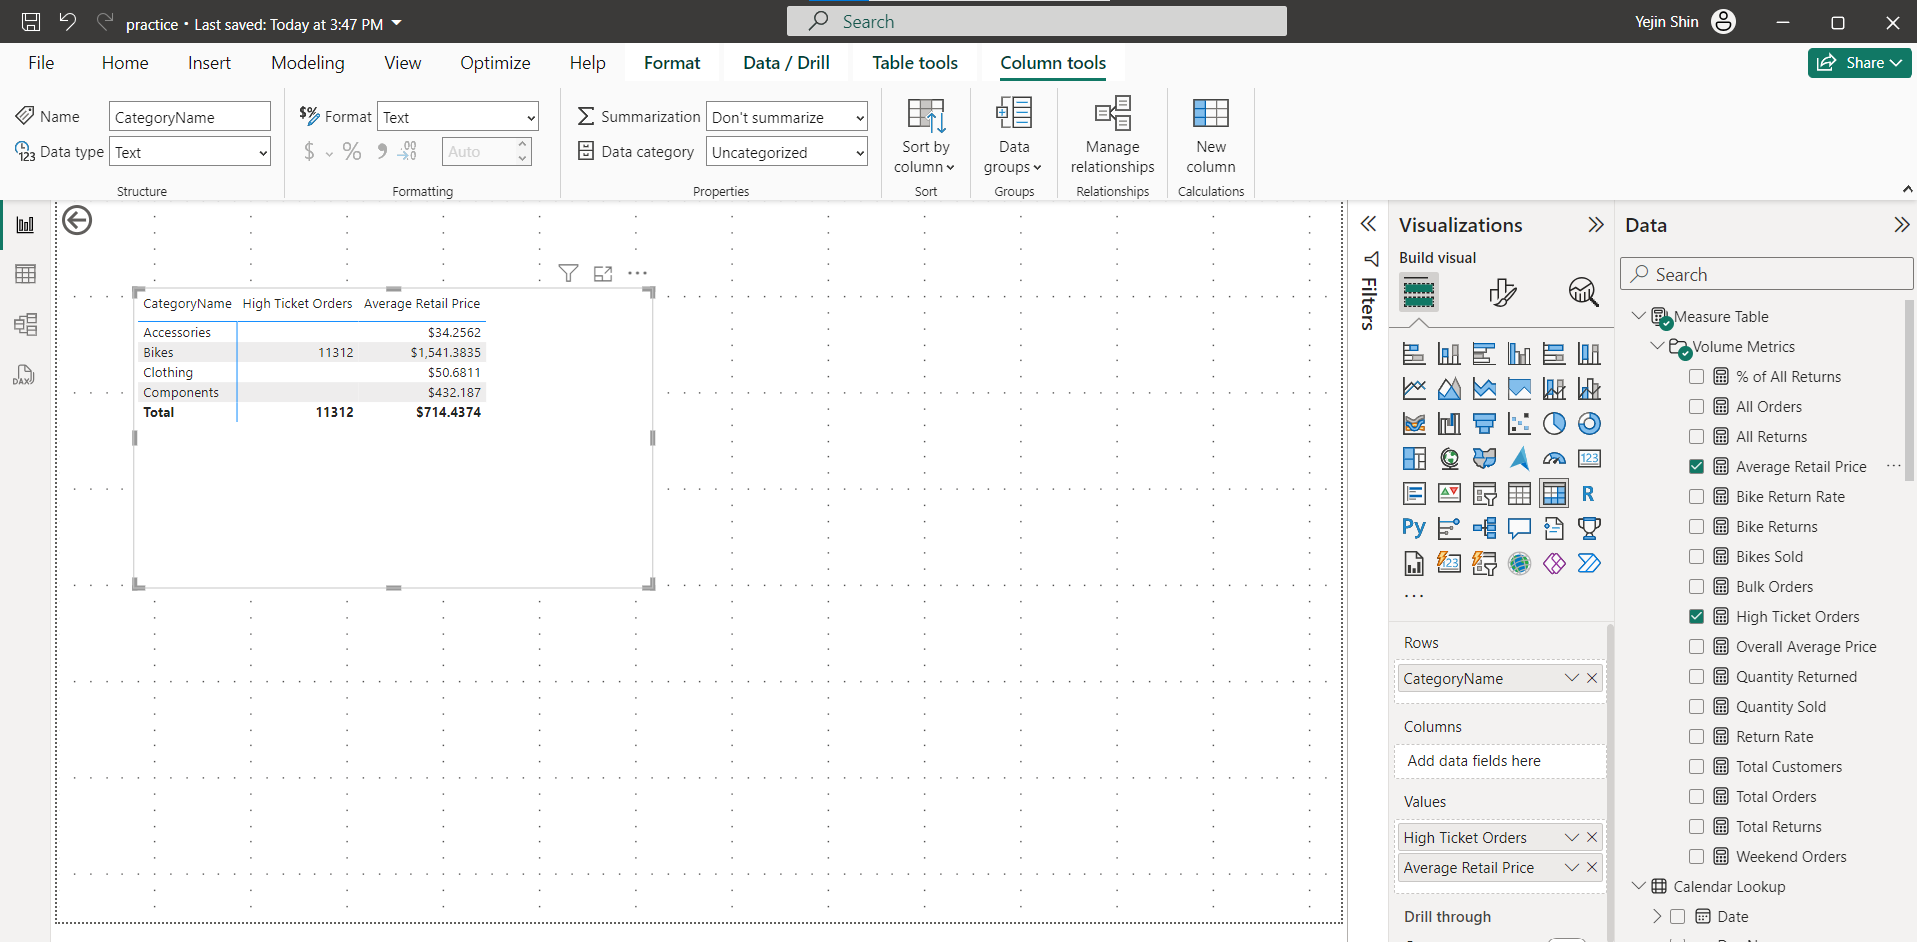 practice • Last saved: Today at 3:47 PM
Search
Yejin Shin
File Home Insert Modeling View Optimize Help Format Data / Drill Table tools Column tools
Share
Name CategoryName
Data type Text
Structure
Format Text
$ % Auto
Formatting
Summarization Don't summarize
Data category Uncategorized
Properties
Sort by
column
Sort
Data
groups
Groups
Manage
relationships
Relationships
New
column
Calculations
CategoryName High Ticket Orders Average Retail Price
Accessories $34.2562
Bikes 11312 $1,541.3835
Clothing $50.6811
Components $432.187
Total 11312 $714.4374
Filters
Visualizations
Build visual
123
R
Py
123
Rows
CategoryName
Columns
Add data fields here
Values
High Ticket Orders
Average Retail Price
Drill through
Data
Search
Measure Table
Volume Metrics
% of All Returns
All Orders
All Returns
Average Retail Price
Bike Return Rate
Bike Returns
Bikes Sold
Bulk Orders
High Ticket Orders
Overall Average Price
Quantity Returned
Quantity Sold
Return Rate
Total Customers
Total Orders
Total Returns
Weekend Orders
Calendar Lookup
Date